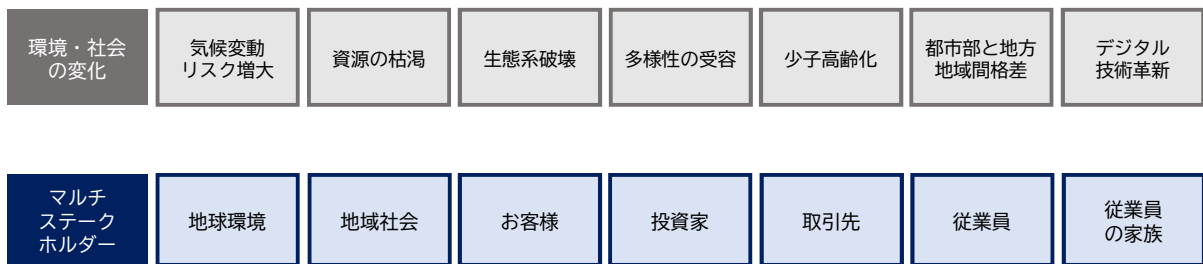 環境・社会
の変化
気候変動
リスク増大
資源の枯渇
生態系破壊
多様性の受容
少子高齢化
都市部と地方
地域間格差
デジタル
技術革新
マルチ
ステーク
ホルダー
地球環境
地域社会
お客様
投資家
取引先
従業員
従業員
の家族